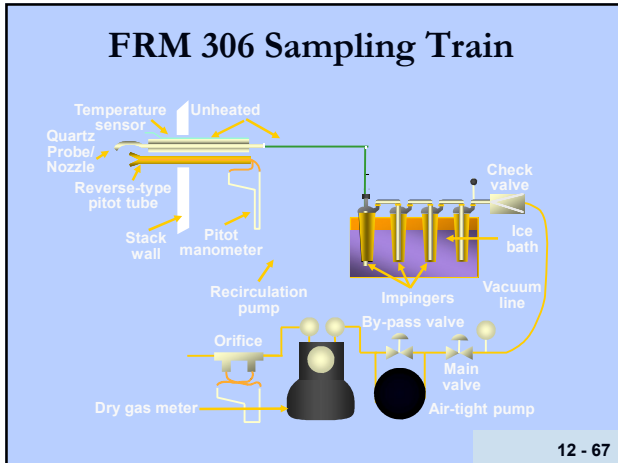 FRM 306 Sampling Train
Temperature
sensor
Unheated
Quartz
Probe/
Nozzle
Reverse-type
pitot tube
Stack
wall
Pitot
manometer
Recirculation
pump
Check
valve
Ice
bath
Impingers
Vacuum
line
By-pass valve
Orifice
Main
valve
Dry gas meter
Air-tight pump
12 - 67